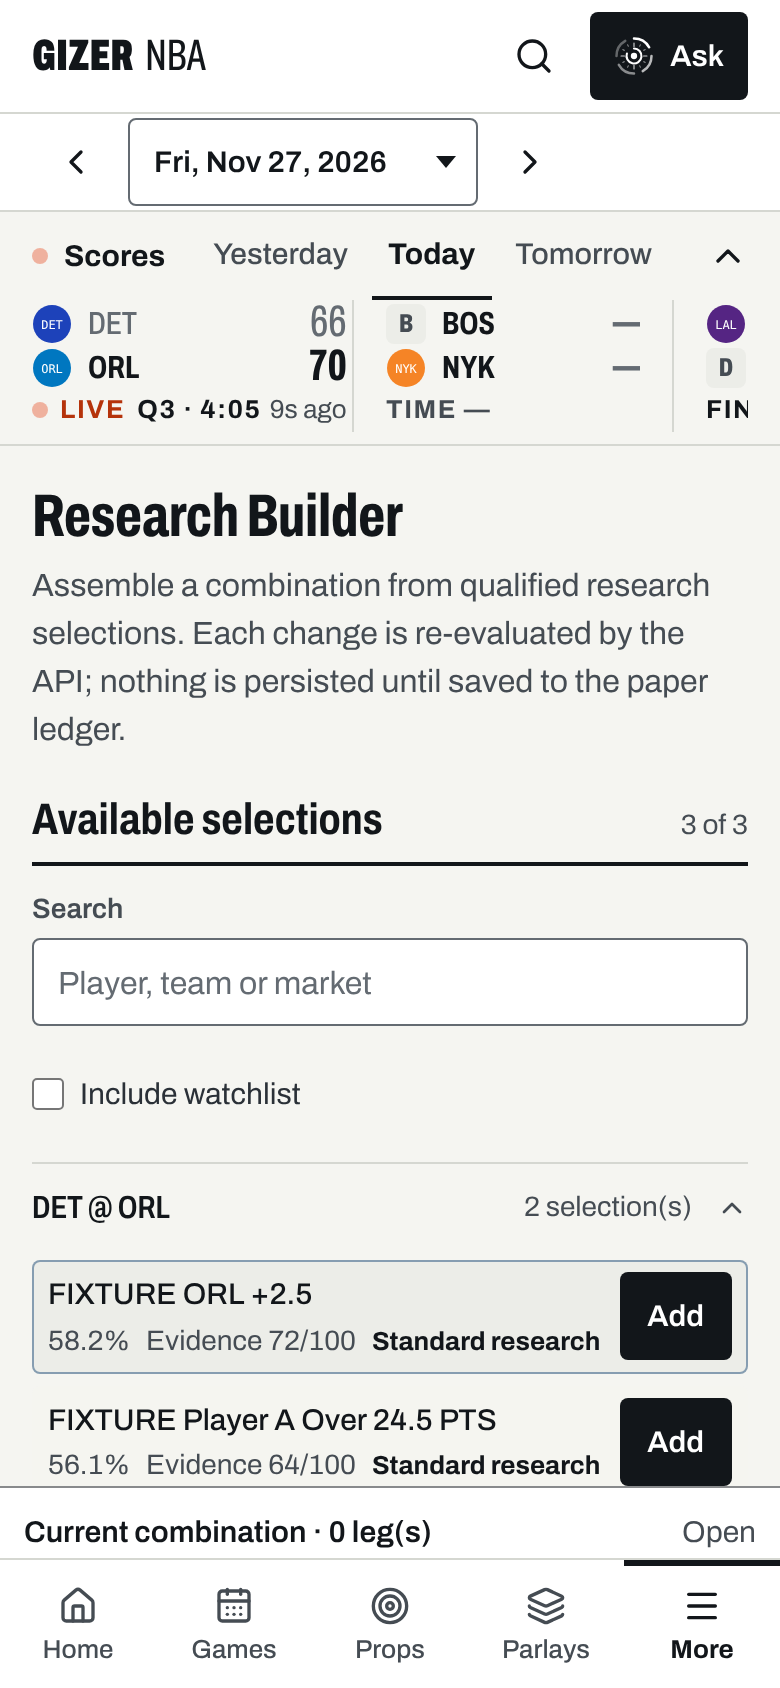 GIZER NBA
Ask
Fri, Nov 27, 2026
Scores Yesterday Today Tomorrow
DET DET 66
ORL ORL 70
LIVE Q3 · 4:05 9s ago
B BOS —
NYK NYK —
TIME —
LAL
D
FIN
Research Builder
Assemble a combination from qualified research
selections. Each change is re-evaluated by the
API; nothing is persisted until saved to the paper
ledger.
Available selections 3 of 3
Search
Player, team or market
Include watchlist
DET @ ORL 2 selection(s)
FIXTURE ORL +2.5
58.2% Evidence 72/100 Standard research
Add
FIXTURE Player A Over 24.5 PTS
56.1% Evidence 64/100 Standard research
Add
Current combination · 0 leg(s) Open
Home Games Props Parlays More